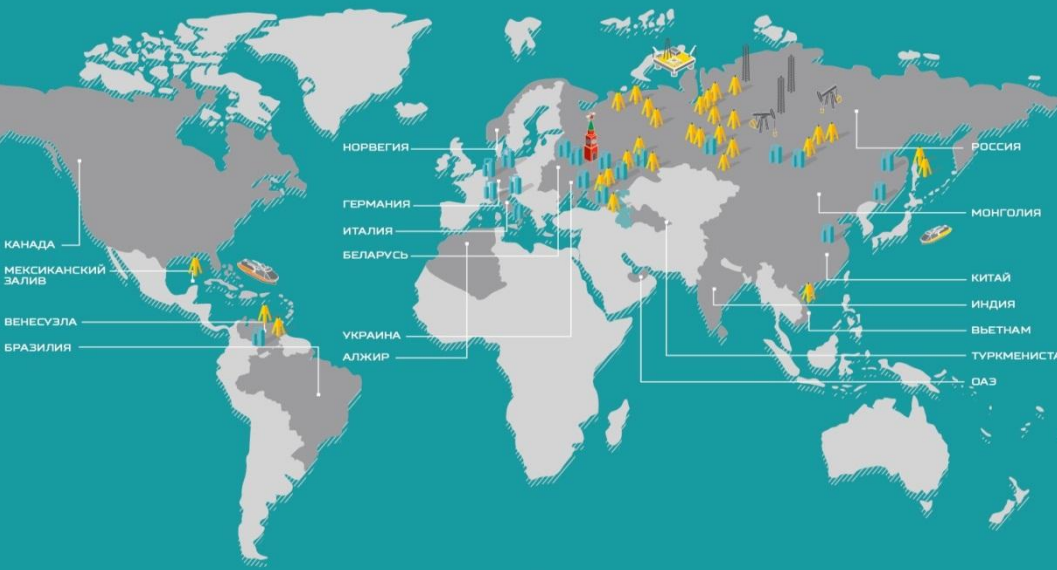 КАНАДА
МЕКСИКАНСКИЙ
ЗАЛИВ
ВЕНЕСУЭЛА
БРАЗИЛИЯ
НОРВЕГИЯ
ГЕРМАНИЯ
ИТАЛИЯ
БЕЛАРУСЬ
УКРАИНА
АЛЖИР
РОССИЯ
МОНГОЛИЯ
КИТАЙ
ИНДИЯ
ВЬЕТНАМ
ТУРКМЕНИСТА
ОАЭ